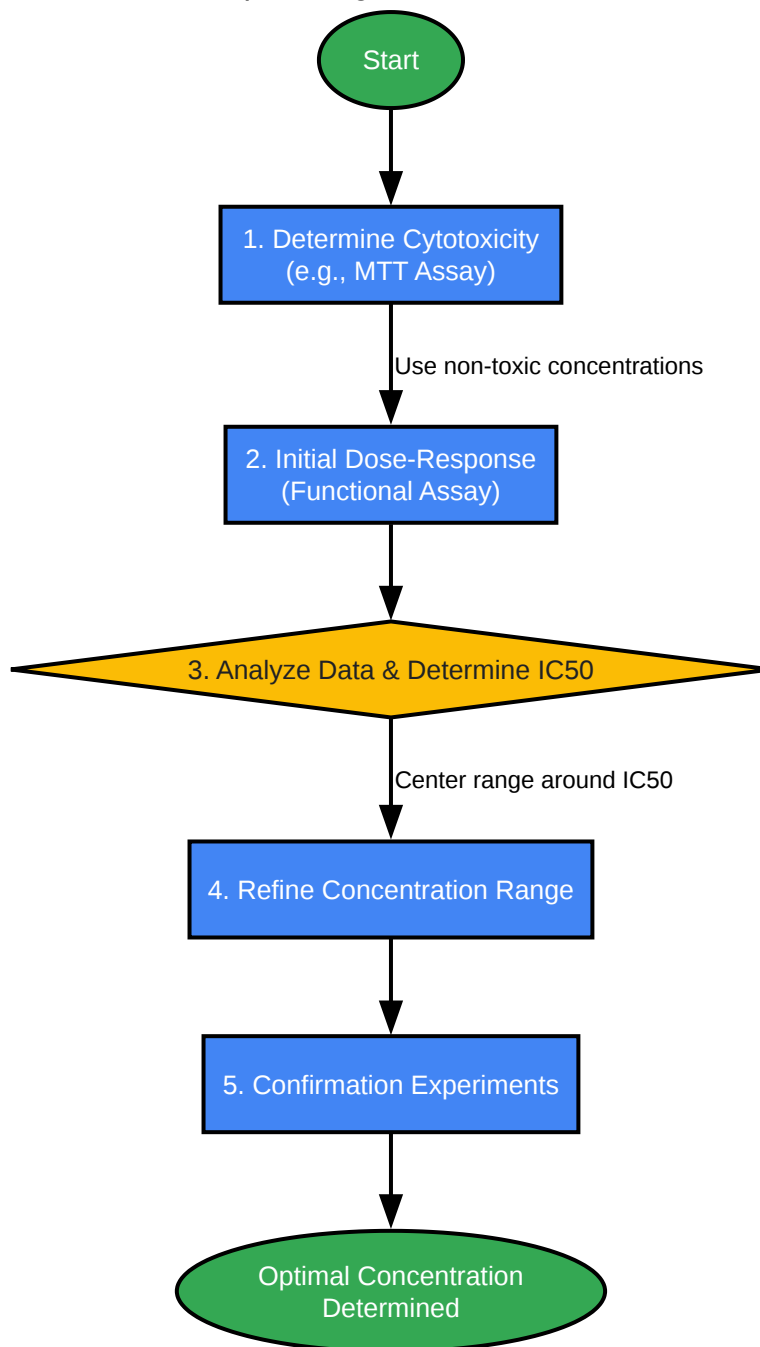 Start
1. Determine Cytotoxicity
(e.g., MTT Assay)
Use non-toxic concentrations
2. Initial Dose-Response
(Functional Assay)
3. Analyze Data & Determine IC50
Center range around IC50
4. Refine Concentration Range
5. Confirmation Experiments
Optimal Concentration
Determined